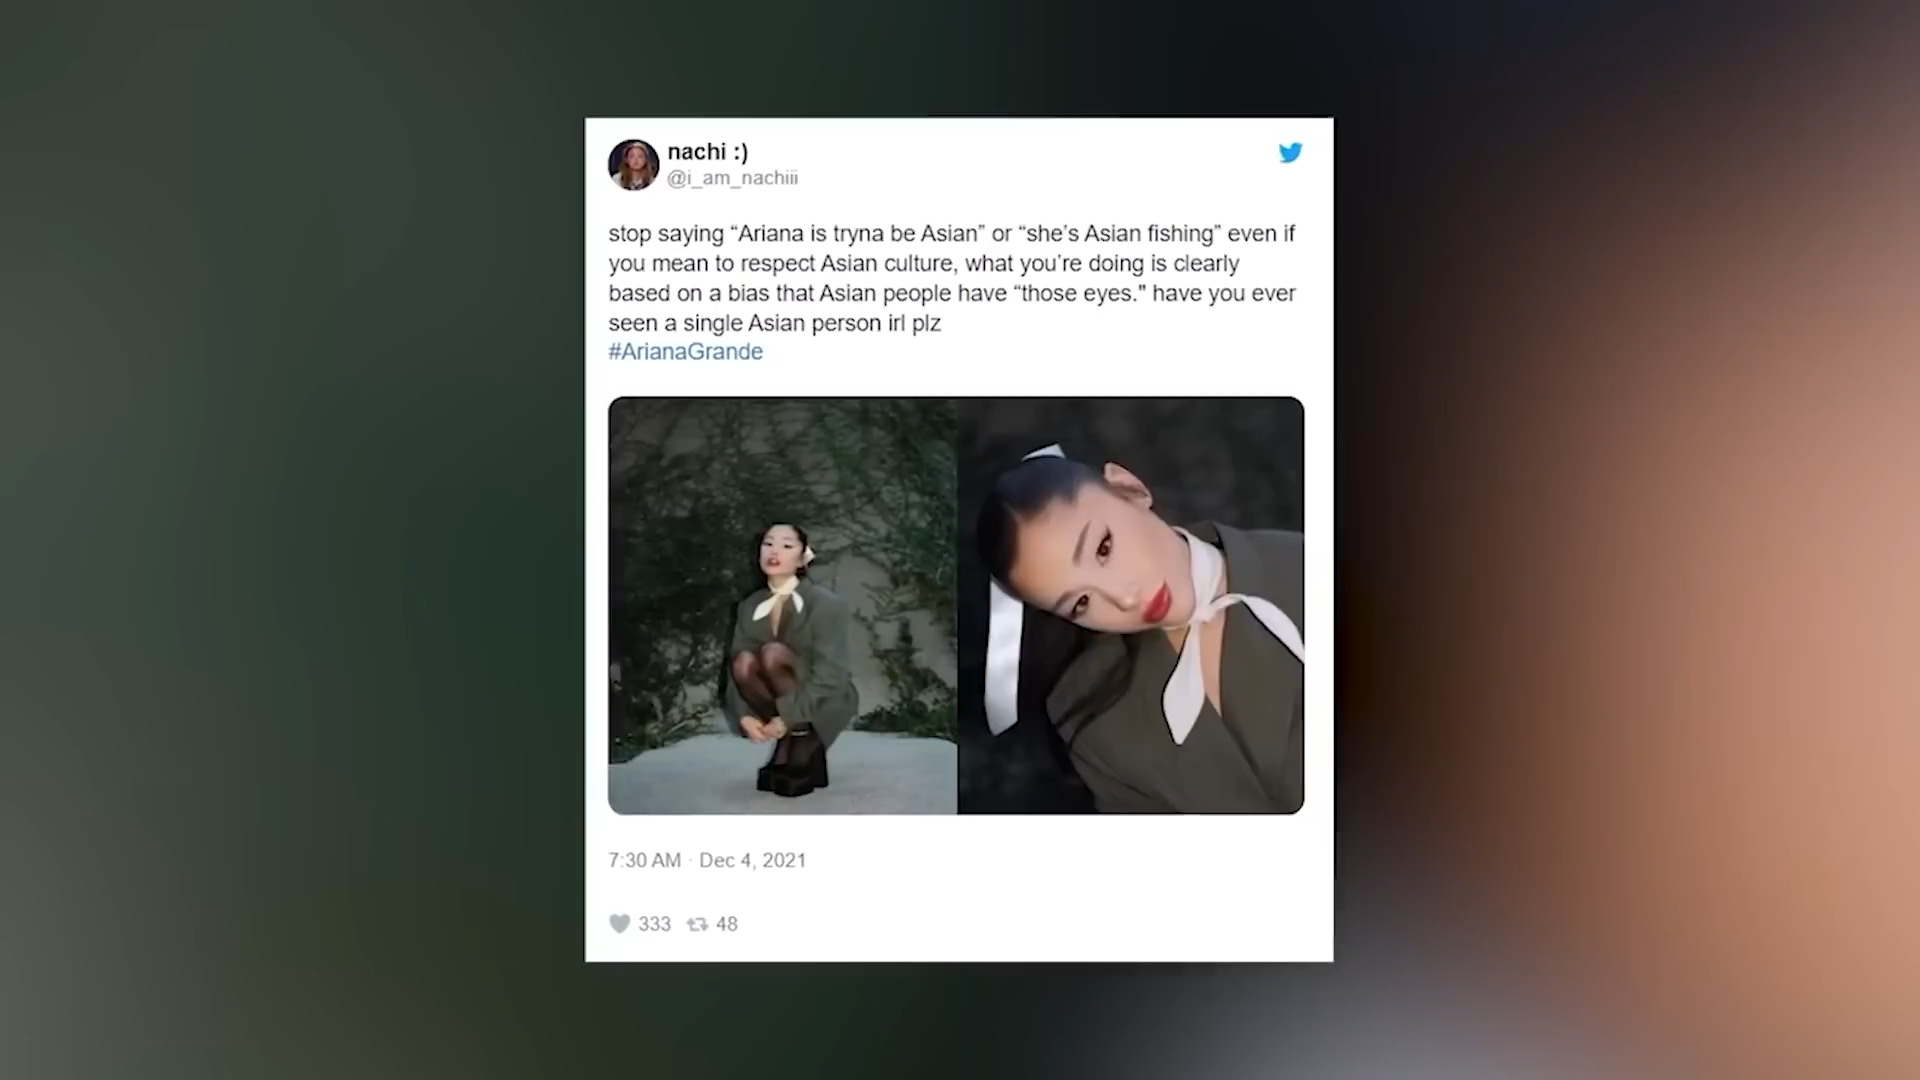 nachi :)
@i_am_nachiii
stop saying “Ariana is tryna be Asian” or “she’s Asian fishing” even if
you mean to respect Asian culture, what you’re doing is clearly
based on a bias that Asian people have “those eyes." have you ever
seen a single Asian person irl plz
#ArianaGrande
7:30 AM · Dec 4, 2021
333 48